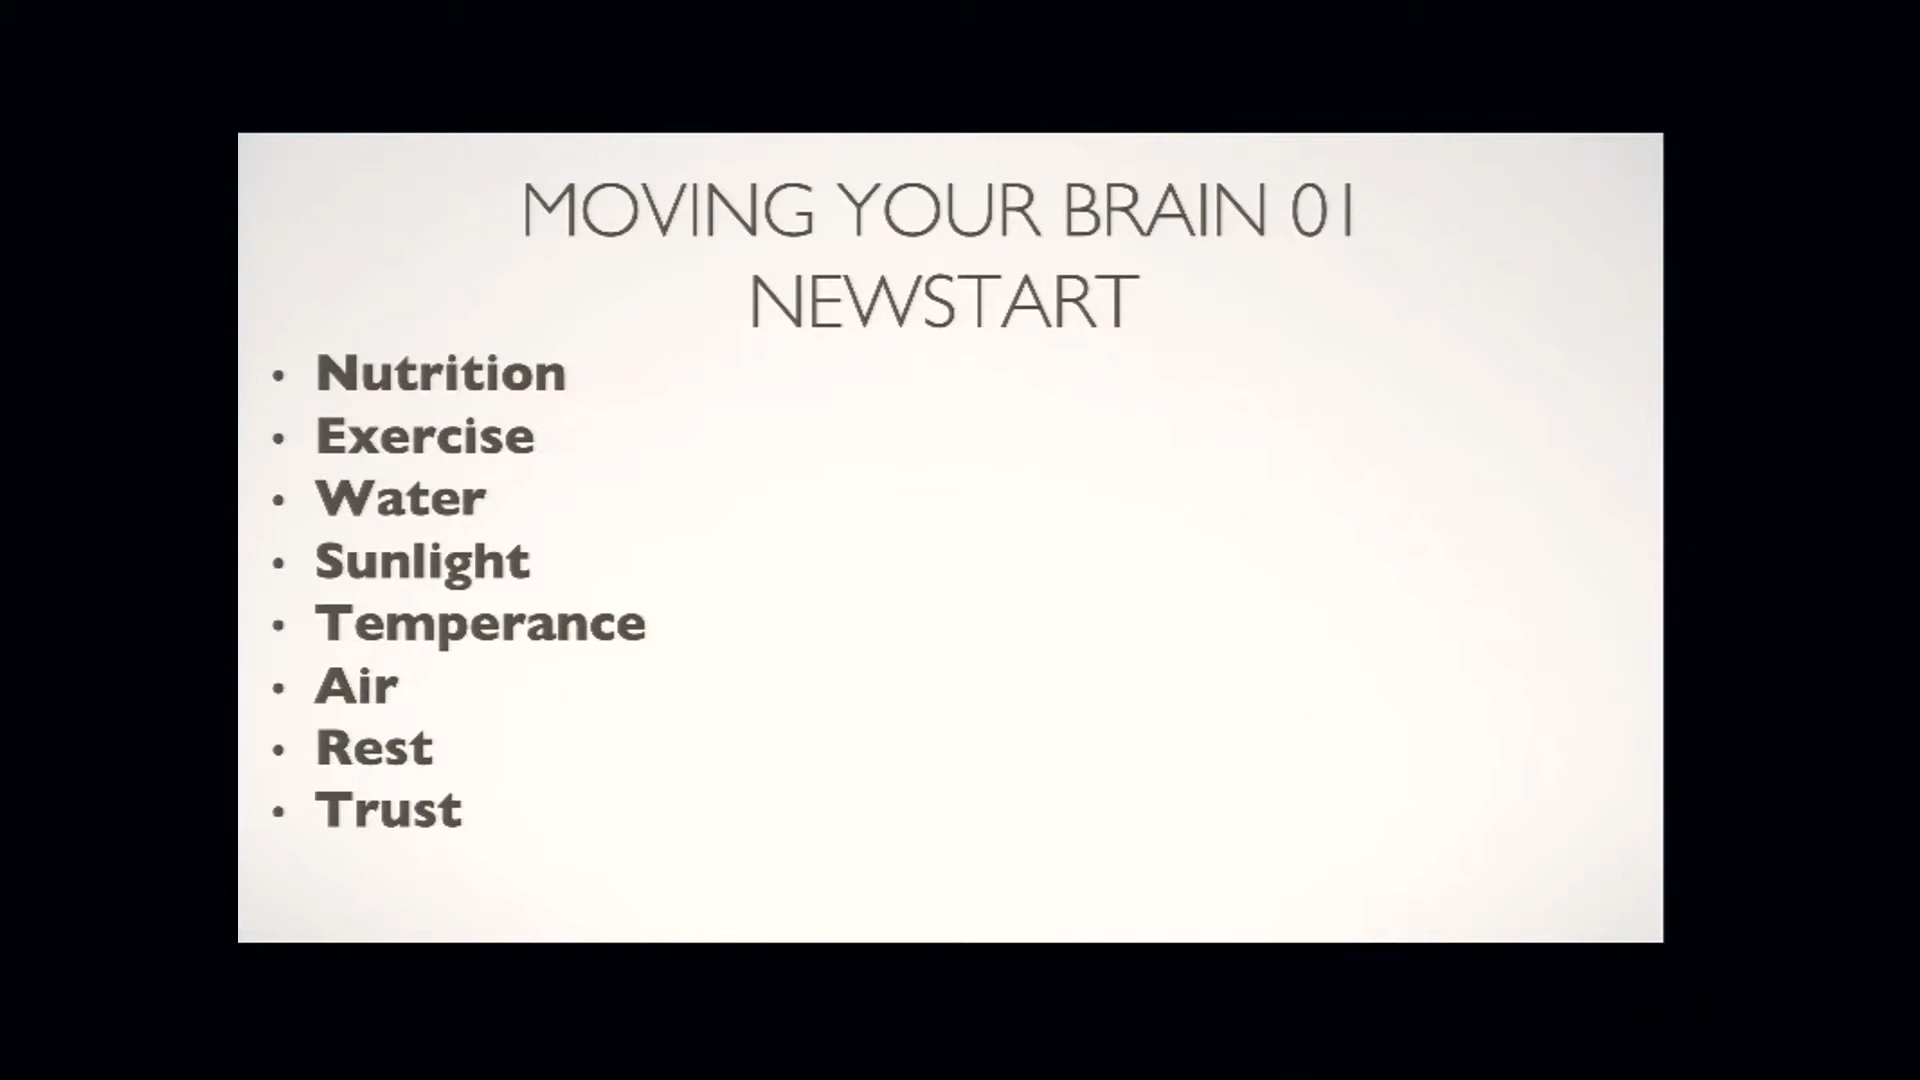 MOVING YOUR BRAIN 01
NEWSTART
• Nutrition
• Exercise
• Water
• Sunlight
• Temperance
• Air
• Rest
• Trust